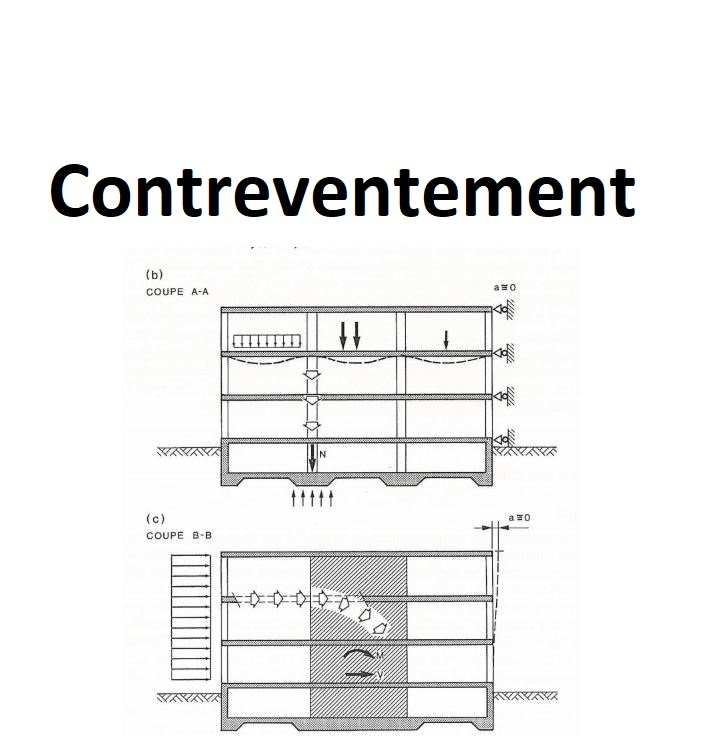 Contreventement
(b)
COUPE A-A
a≅0
N
(c)
COUPE B-B
a≅0
M
V